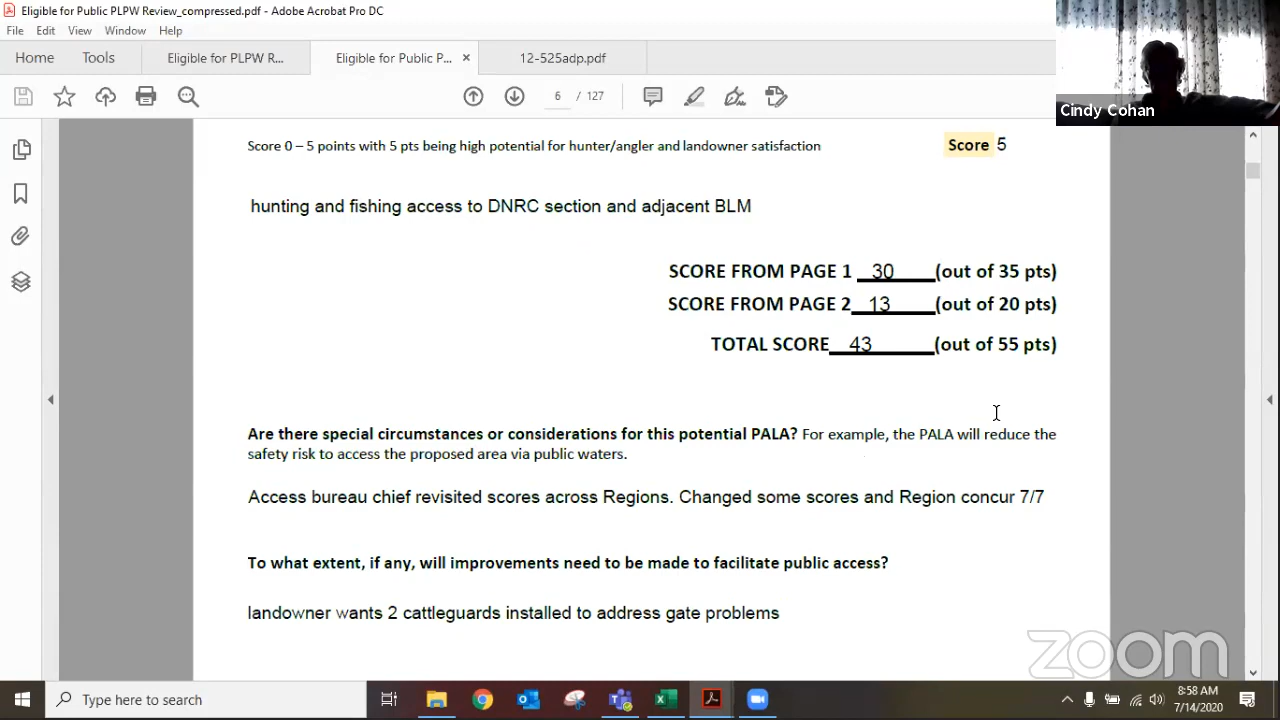 Eligible for Public PLPW Review_compressed.pdf - Adobe Acrobat Pro DC
File Edit View Window Help
Home Tools Eligible for PLPW R... Eligible for Public P... × 12-525adp.pdf
6 / 127
Cindy Cohan
Score 0 – 5 points with 5 pts being high potential for hunter/angler and landowner satisfaction Score 5
hunting and fishing access to DNRC section and adjacent BLM
SCORE FROM PAGE 1 30 (out of 35 pts)
SCORE FROM PAGE 2 13 (out of 20 pts)
TOTAL SCORE 43 (out of 55 pts)
Are there special circumstances or considerations for this potential PALA? For example, the PALA will reduce the
safety risk to access the proposed area via public waters.
Access bureau chief revisited scores across Regions. Changed some scores and Region concur 7/7
To what extent, if any, will improvements need to be made to facilitate public access?
landowner wants 2 cattleguards installed to address gate problems
zoom
Type here to search
8:58 AM
7/14/2020